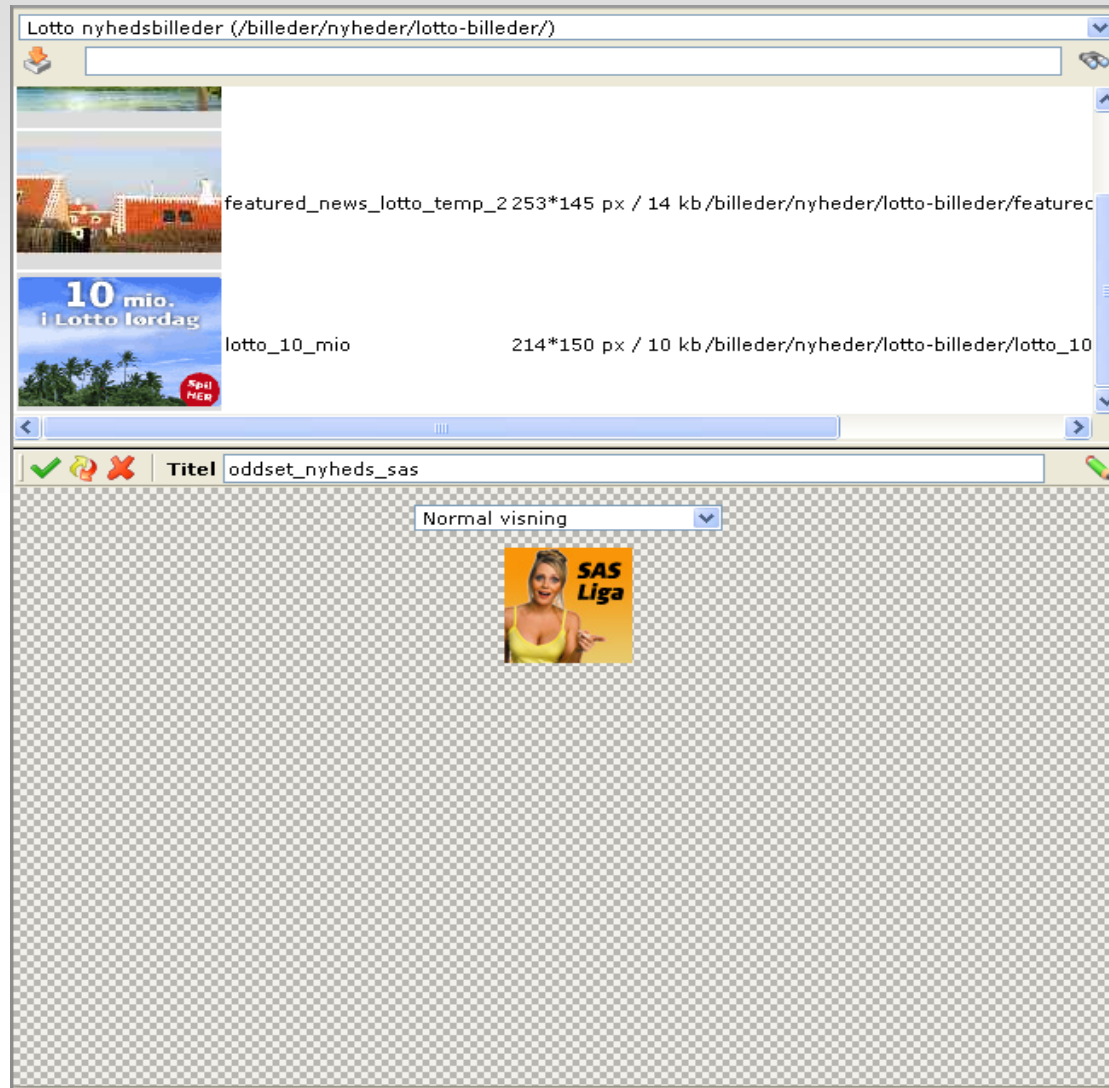 Lotto nyhedsbilleder (/billeder/nyheder/lotto-billeder/)
featured_news_lotto_temp_2 253*145 px / 14 kb /billeder/nyheder/lotto-billeder/featured
10 mio.
i Lotto lørdag
Spil
HER
lotto_10_mio 214*150 px / 10 kb /billeder/nyheder/lotto-billeder/lotto_10
Titel oddset_nyheds_sas
Normal visning
SAS
Liga